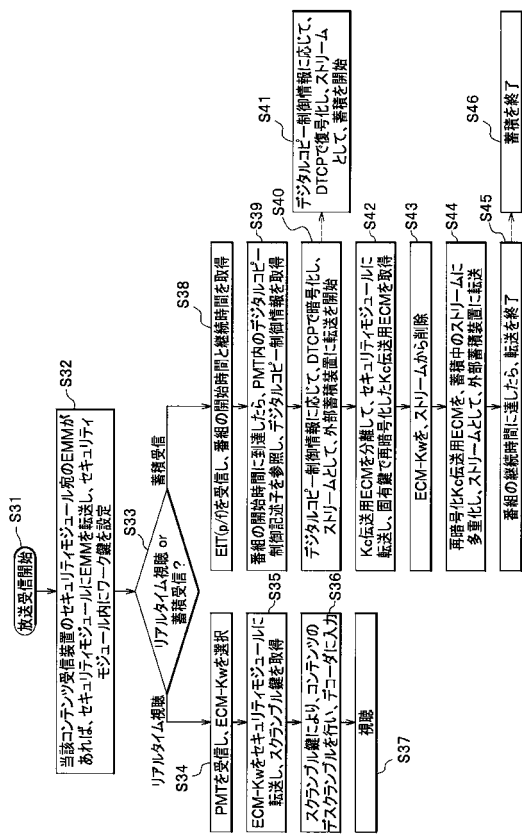 S31
放送受信開始
S32
当該コンテンツ受信装置のセキュリティモジュール宛のEMMが
あれば、セキュリティモジュールにEMMを転送し、セキュリティ
モジュール内にワーク鍵を設定
S33
リアルタイム視聴 or
蓄積受信?
リアルタイム視聴
蓄積受信
S34
PMTを受信し、ECM-Kwを選択
S35
ECM-Kwをセキュリティモジュールに
転送し、スクランブル鍵を取得
S36
スクランブル鍵により、コンテンツの
デスクランブルを行い、デコーダに入力
S37
視聴
S38
EIT(p/f)を受信し、番組の開始時間と継続時間を取得
S39
番組の開始時間に到達したら、PMT内のデジタルコピー
制御記述子を参照し、デジタルコピー制御情報を取得
S40
デジタルコピー制御情報に応じて、DTCPで暗号化し、
ストリームとして、外部蓄積装置に転送を開始
S41
デジタルコピー制御情報に応じて、
DTCPで復号化し、ストリーム
として、蓄積を開始
S42
Kc伝送用ECMを分離して、セキュリティモジュールに
転送し、固有鍵で再暗号化したKc伝送用ECMを取得
S43
ECM-Kwを、ストリームから削除
S44
再暗号化Kc伝送用ECMを、蓄積中のストリームに
多重化し、ストリームとして、外部蓄積装置に転送
S45
番組の継続時間に達したら、転送を終了
S46
蓄積を終了